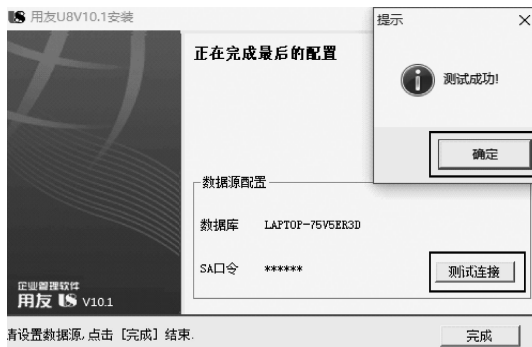 用友U8V10.1安装
提示
正在完成最后的配置
测试成功!
确定
数据源配置
数据库 LAPTOP-75V5ER3D
SA口令 ******
测试连接
企业管理软件
用友 U8 V10.1
请设置数据源,点击 [完成] 结束.
完成